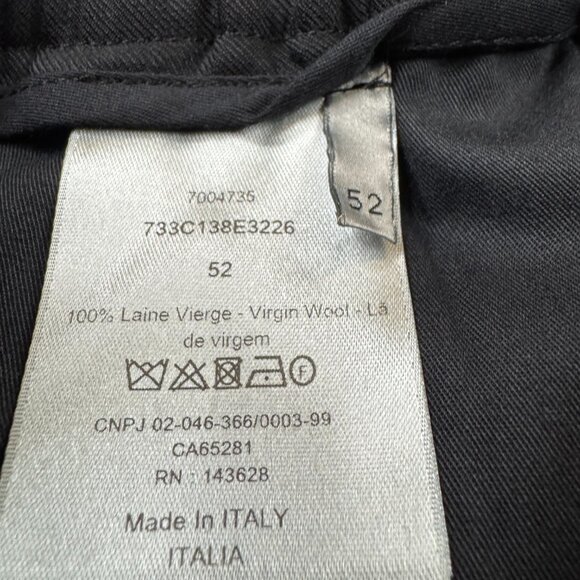 7004735
733C138E3226
52
52
100% Laine Vierge - Virgin Wool - Lã
de virgem
F
CNPJ 02-046-366/0003-99
CA65281
RN : 143628
Made In ITALY
ITALIA